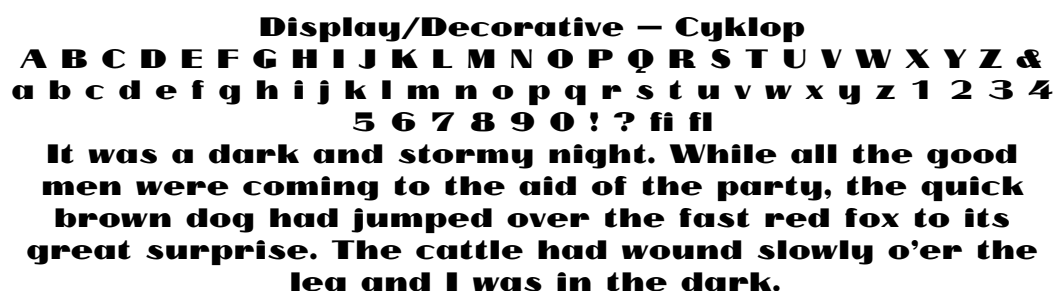 Display/Decorative — Cyklop
A B C D E F G H I J K L M N O P Q R S T U V W X Y Z &
a b c d e f g h i j k l m n o p q r s t u v w x y z 1 2 3 4
5 6 7 8 9 0 ! ? fi fl
It was a dark and stormy night. While all the good
men were coming to the aid of the party, the quick
brown dog had jumped over the fast red fox to its
great surprise. The cattle had wound slowly o’er the
lea and I was in the dark.